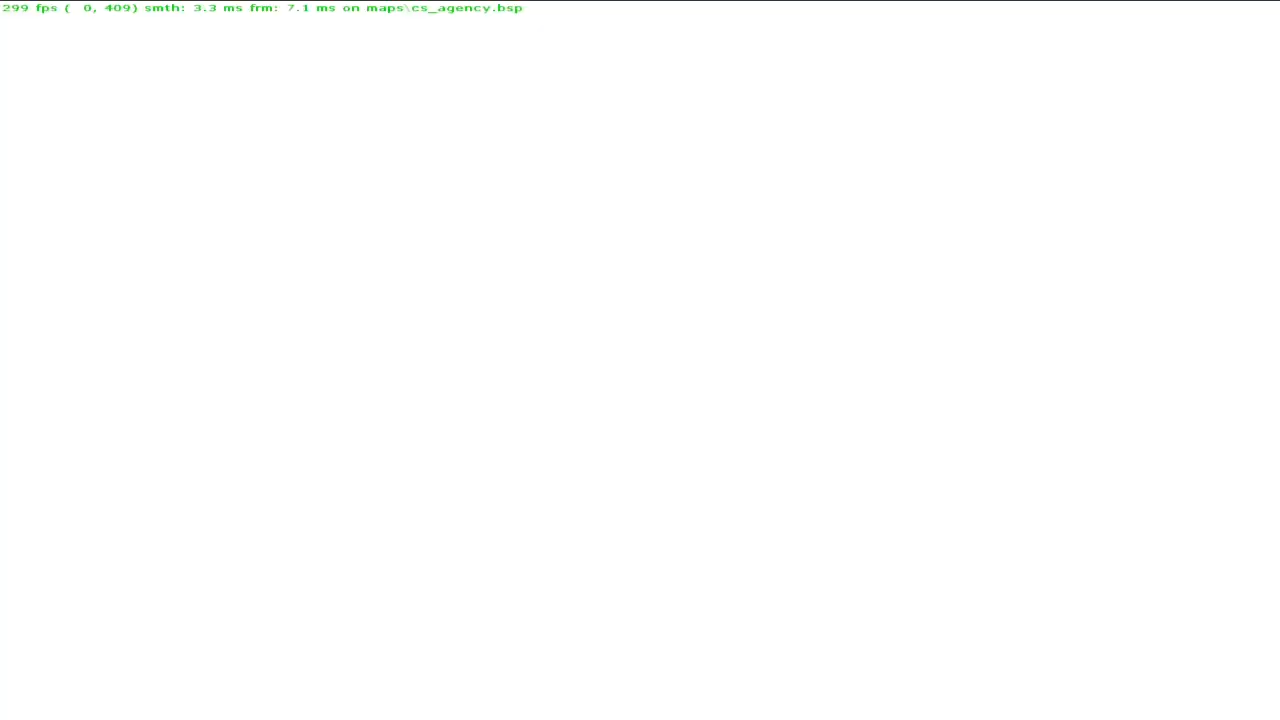 299 fps (  0, 409) smth: 3.3 ms frm: 7.1 ms on maps\cs_agency.bsp